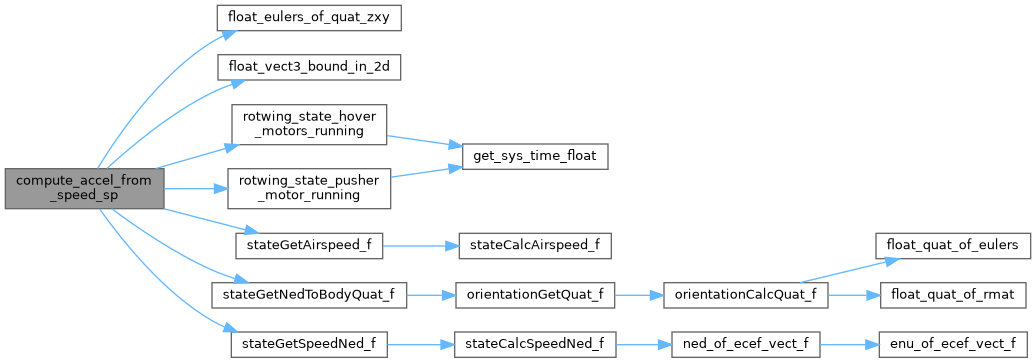 compute_accel_from
_speed_sp
float_eulers_of_quat_zxy
float_vect3_bound_in_2d
rotwing_state_hover
_motors_running
get_sys_time_float
rotwing_state_pusher
_motor_running
stateGetAirspeed_f
stateCalcAirspeed_f
stateGetNedToBodyQuat_f
orientationGetQuat_f
orientationCalcQuat_f
float_quat_of_eulers
float_quat_of_rmat
stateGetSpeedNed_f
stateCalcSpeedNed_f
ned_of_ecef_vect_f
enu_of_ecef_vect_f